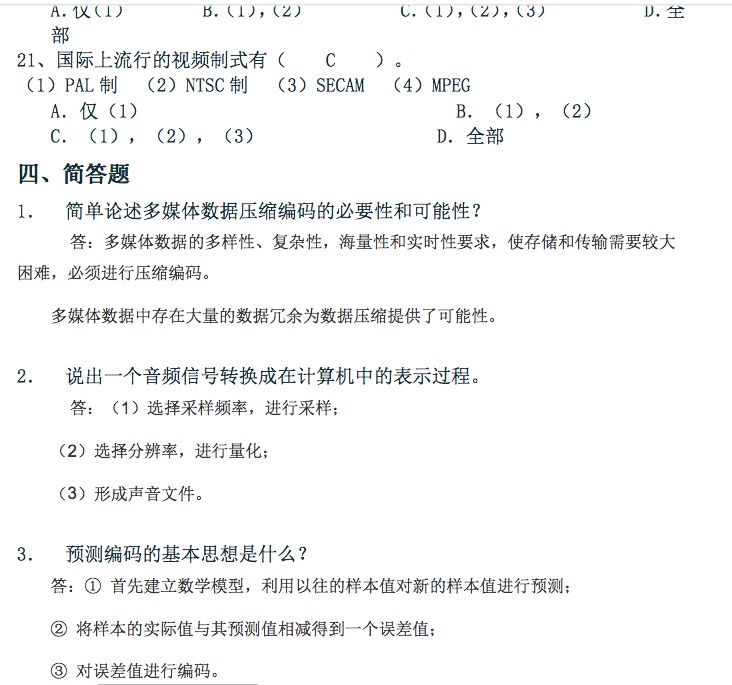 A.仅(1) B.(1),(2) C.(1),(2),(3) D.全
部
21、国际上流行的视频制式有（ C ）。
（1）PAL制 （2）NTSC制 （3）SECAM （4）MPEG
A. 仅（1） B. （1），（2）
C. （1），（2），（3） D. 全部
四、简答题
1. 简单论述多媒体数据压缩编码的必要性和可能性？
答：多媒体数据的多样性、复杂性，海量性和实时性要求，使存储和传输需要较大
困难，必须进行压缩编码。
多媒体数据中存在大量的数据冗余为数据压缩提供了可能性。
2. 说出一个音频信号转换成在计算机中的表示过程。
答：（1）选择采样频率，进行采样；
（2）选择分辨率，进行量化；
（3）形成声音文件。
3. 预测编码的基本思想是什么？
答：① 首先建立数学模型，利用以往的样本值对新的样本值进行预测；
② 将样本的实际值与其预测值相减得到一个误差值；
③ 对误差值进行编码。